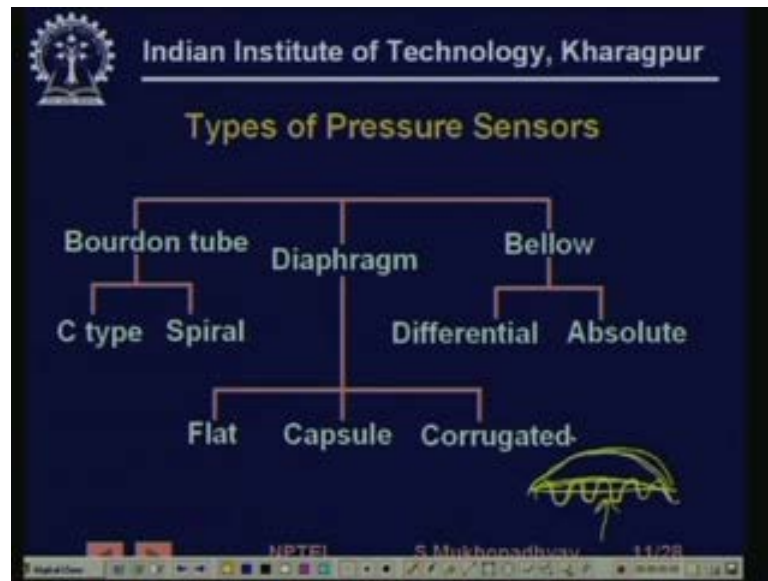 Indian Institute of Technology, Kharagpur
Types of Pressure Sensors
Bourdon tube Diaphragm Bellow
C type Spiral Differential Absolute
Flat Capsule Corrugated
NPTEL S Mukhopadhyay 11/28